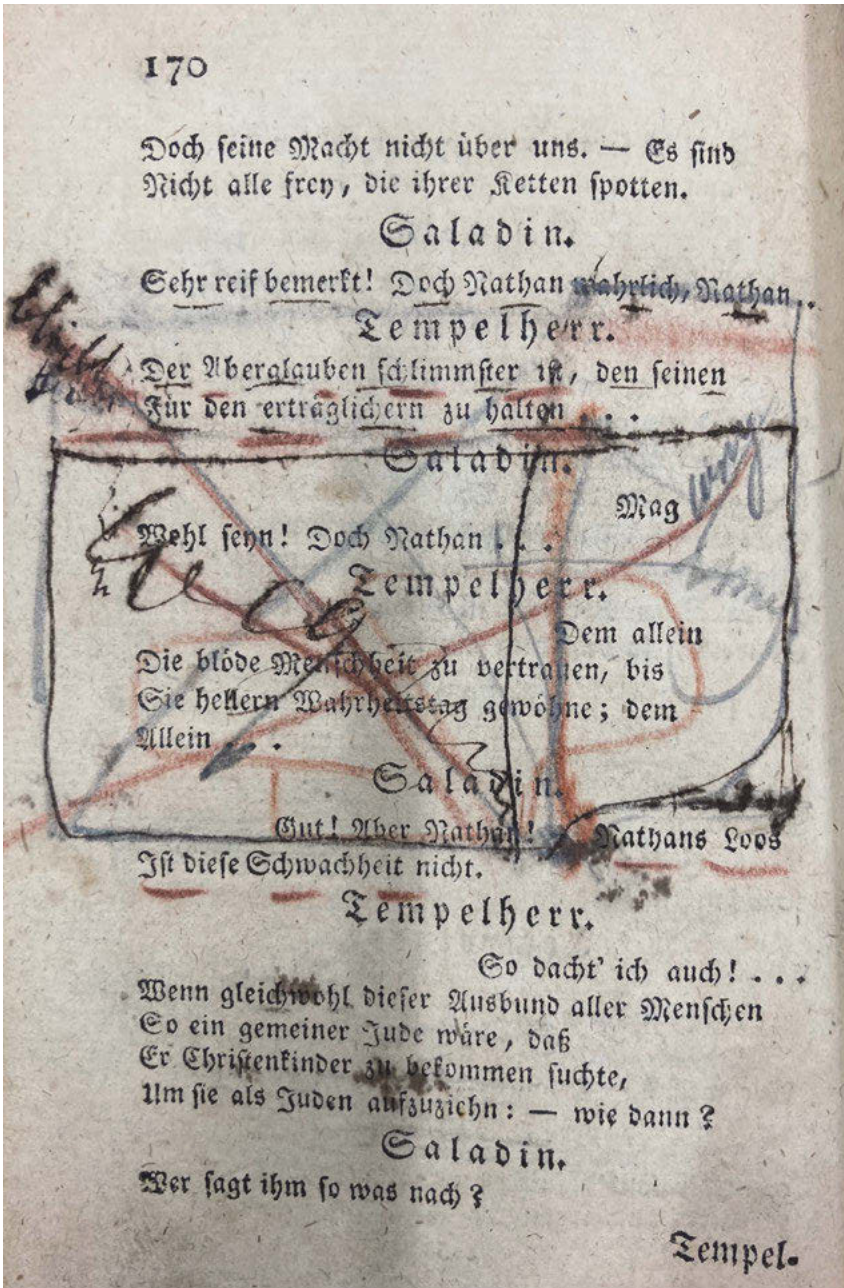 170
Doch seine Macht nicht über uns. — Es sind
Nicht alle frey, die ihrer Ketten spotten.
Saladin.
Sehr reif bemerkt! Doch Nathan wahrlich, Nathan..
Tempelherr.
Der Aberglauben schlimmster ist, den seinen
Für den erträglichern zu halten . . .
Saladin.
Mag
Wohl seyn! Doch Nathan . . .
Tempelherr.
Dem allein
Die blöde Menschheit zu vertrauen, bis
Sie hellern Wahrheitstag gewöhne; dem
Allein . . .
Saladin.
Gut! Aber Nathan! Nathans Loos
Ist diese Schwachheit nicht.
Tempelherr.
So dacht' ich auch! . . .
Wenn gleichwohl dieser Ausbund aller Menschen
So ein gemeiner Jude wäre, daß
Er Christenkinder zu bekommen suchte,
Um sie als Juden aufzuziehn: — wie dann?
Saladin.
Wer sagt ihm so was nach?
Tempel-